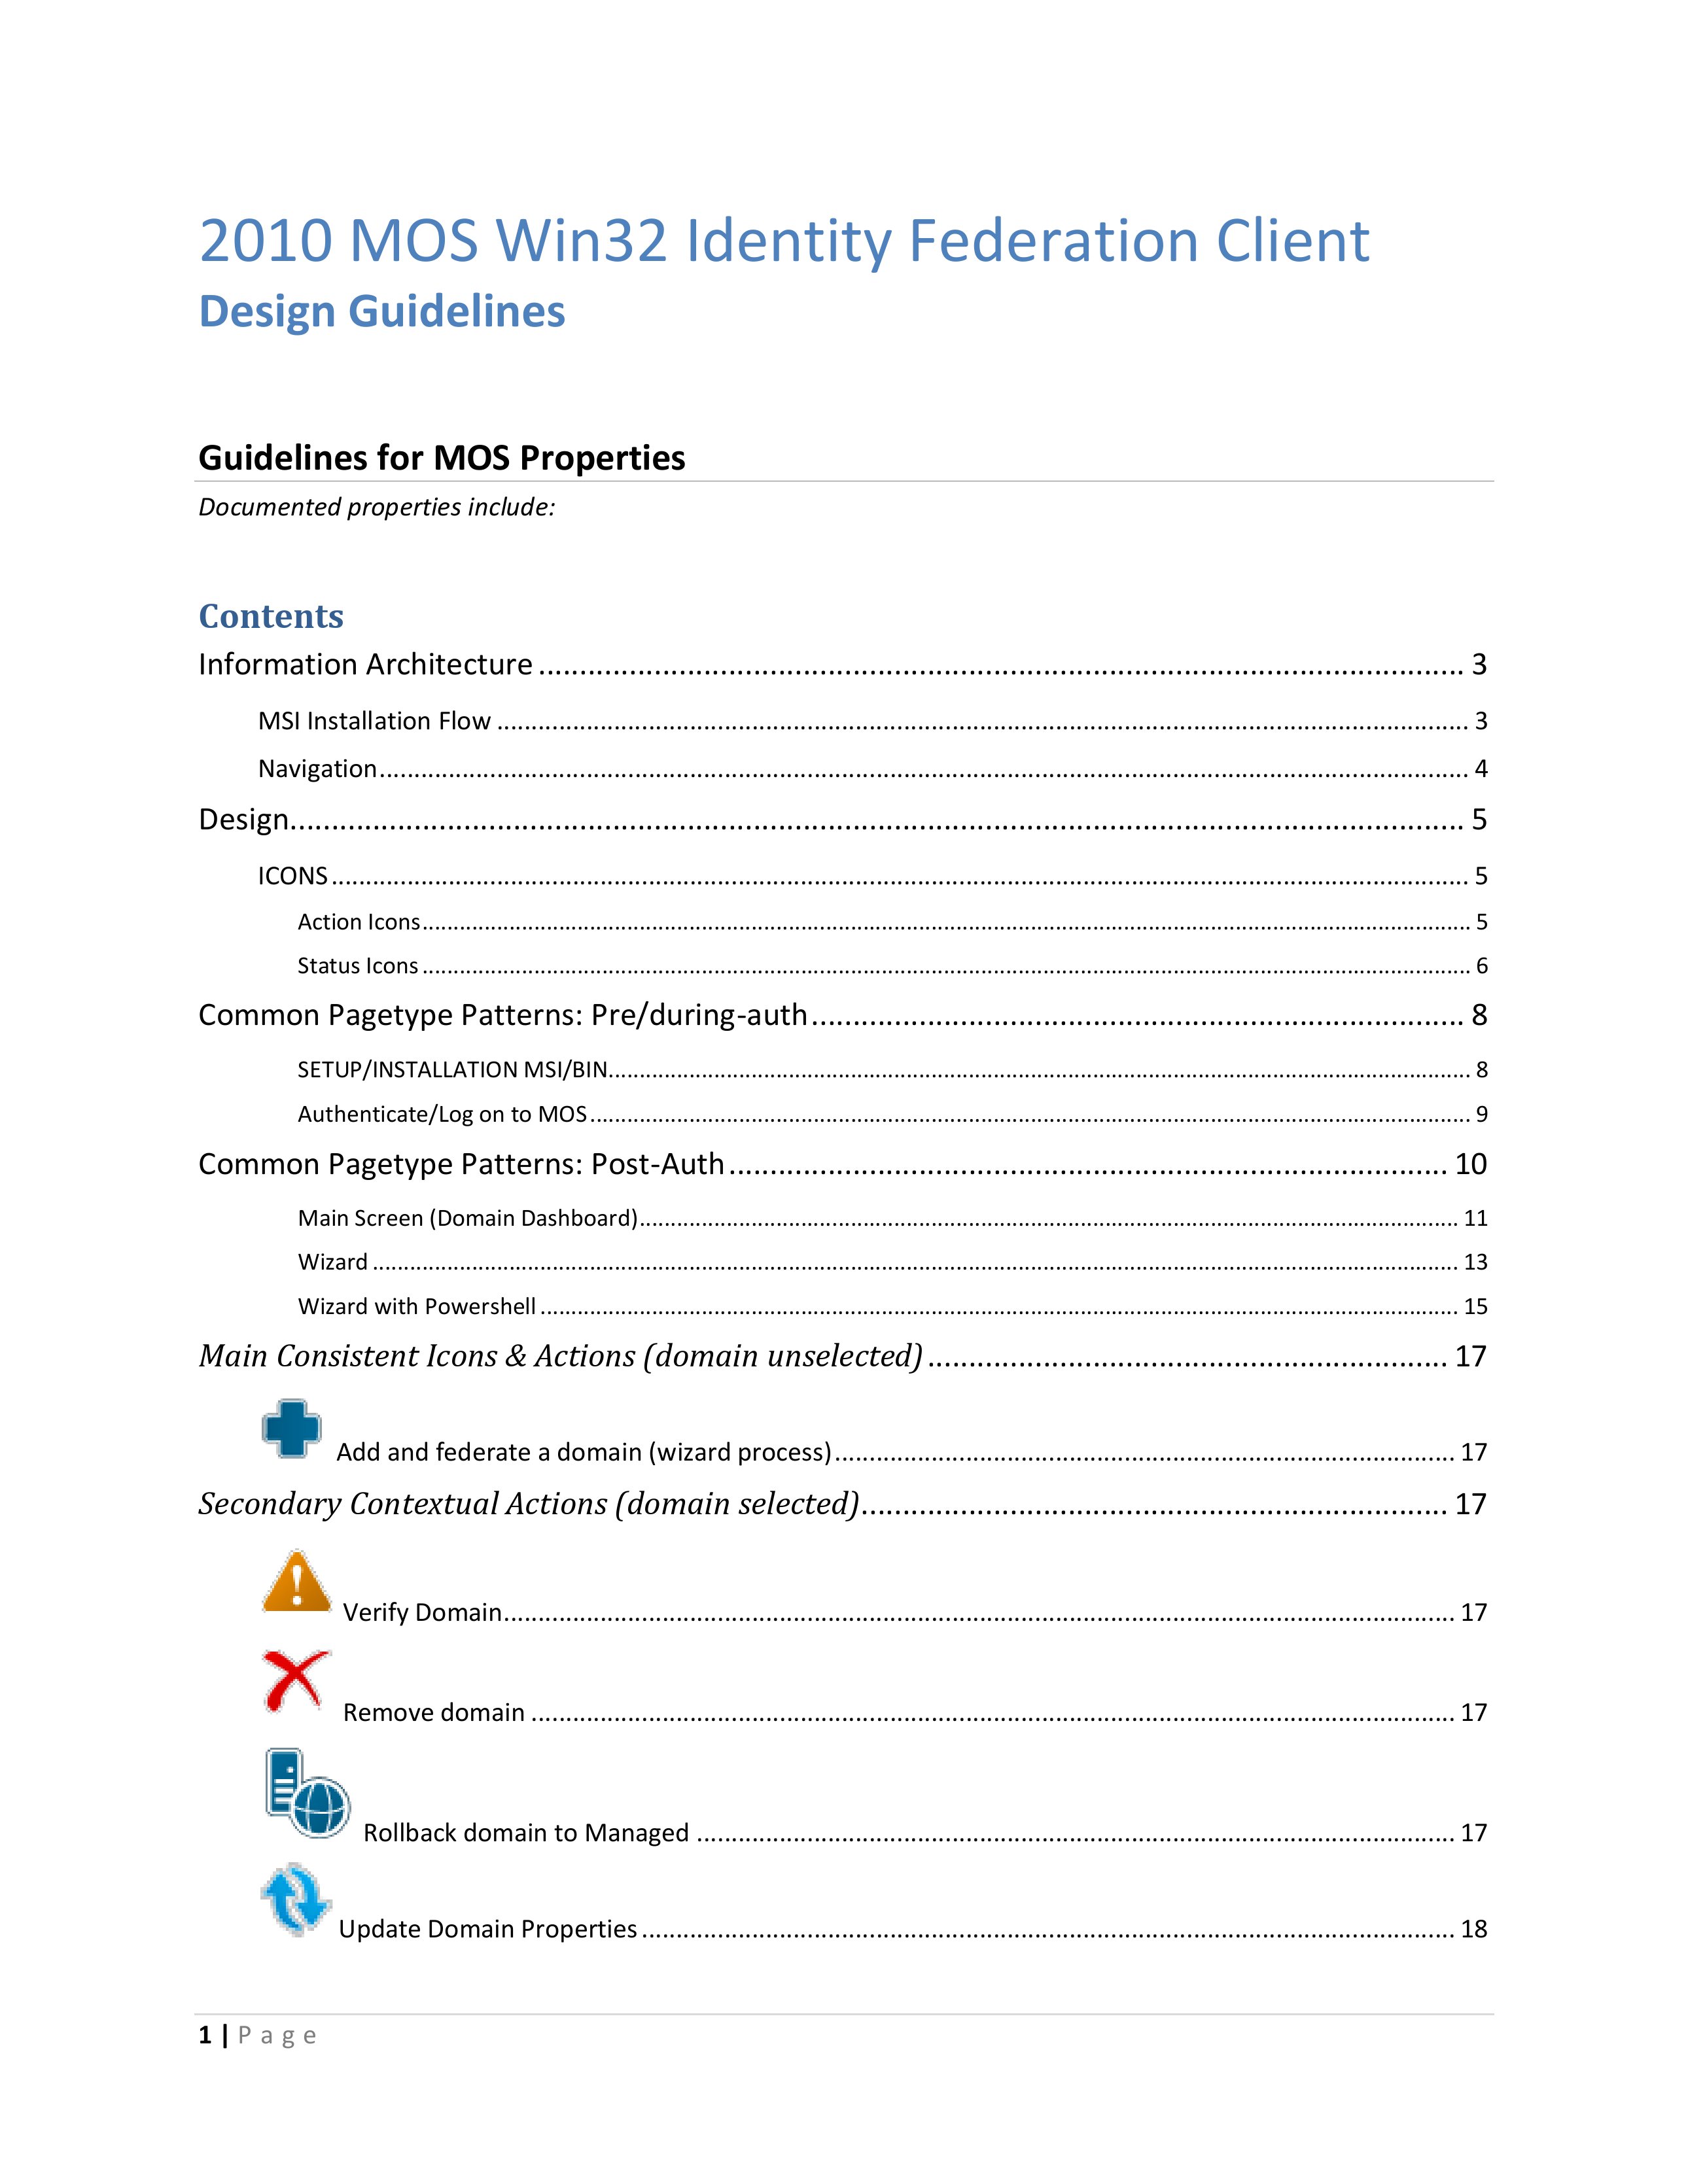 2010 MOS Win32 Identity Federation Client
Design Guidelines
Guidelines for MOS Properties
Documented properties include:
Contents
Information Architecture ........................................ 3
MSI Installation Flow ........................................ 3
Navigation ........................................ 4
Design ........................................ 5
ICONS ........................................ 5
Action Icons ........................................ 5
Status Icons ........................................ 6
Common Pagetype Patterns: Pre/during-auth ........................................ 8
SETUP/INSTALLATION MSI/BIN ........................................ 8
Authenticate/Log on to MOS ........................................ 9
Common Pagetype Patterns: Post-Auth ........................................ 10
Main Screen (Domain Dashboard) ........................................ 11
Wizard ........................................ 13
Wizard with Powershell ........................................ 15
Main Consistent Icons & Actions (domain unselected) ........................................ 17
Add and federate a domain (wizard process) ........................................ 17
Secondary Contextual Actions (domain selected) ........................................ 17
Verify Domain ........................................ 17
Remove domain ........................................ 17
Rollback domain to Managed ........................................ 17
Update Domain Properties ........................................ 18
1 | Page